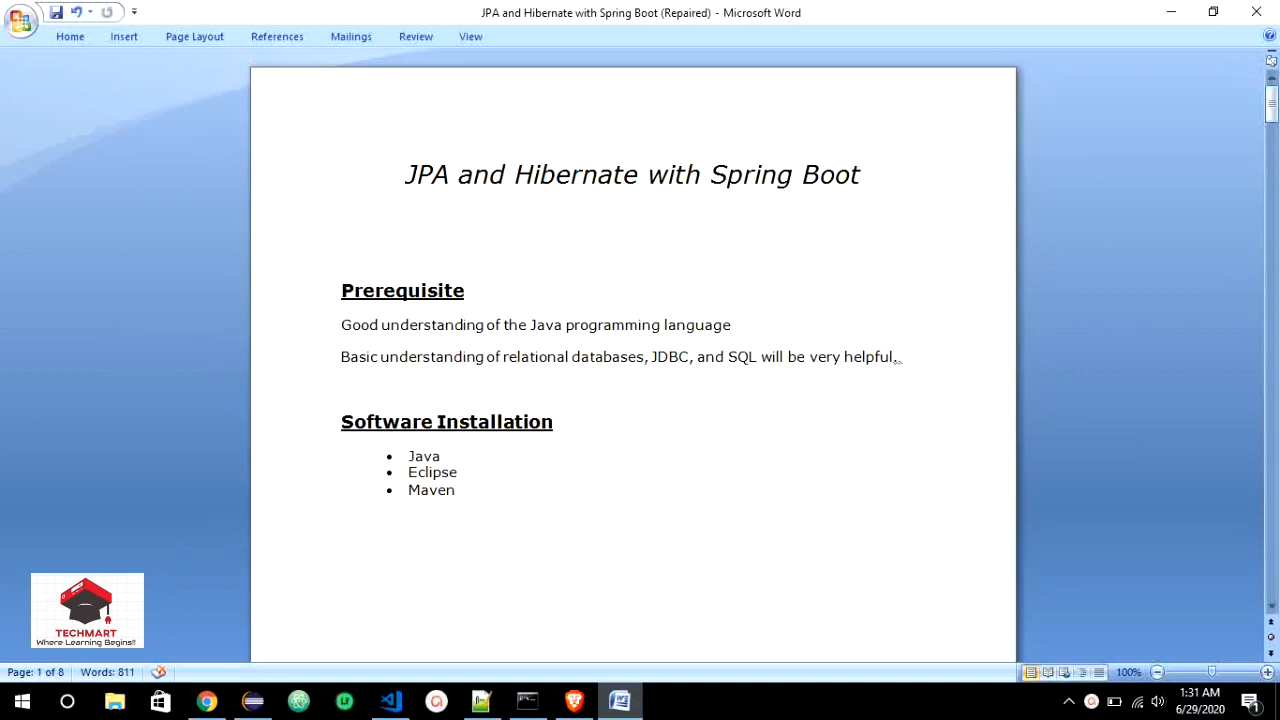 JPA and Hibernate with Spring Boot (Repaired) - Microsoft Word
Home Insert Page Layout References Mailings Review View
JPA and Hibernate with Spring Boot
Prerequisite
Good understanding of the Java programming language
Basic understanding of relational databases, JDBC, and SQL will be very helpful.
Software Installation
• Java
• Eclipse
• Maven
TECHMART
Where Learning Begins!!
Page: 1 of 8 Words: 811 100%
1:31 AM
6/29/2020